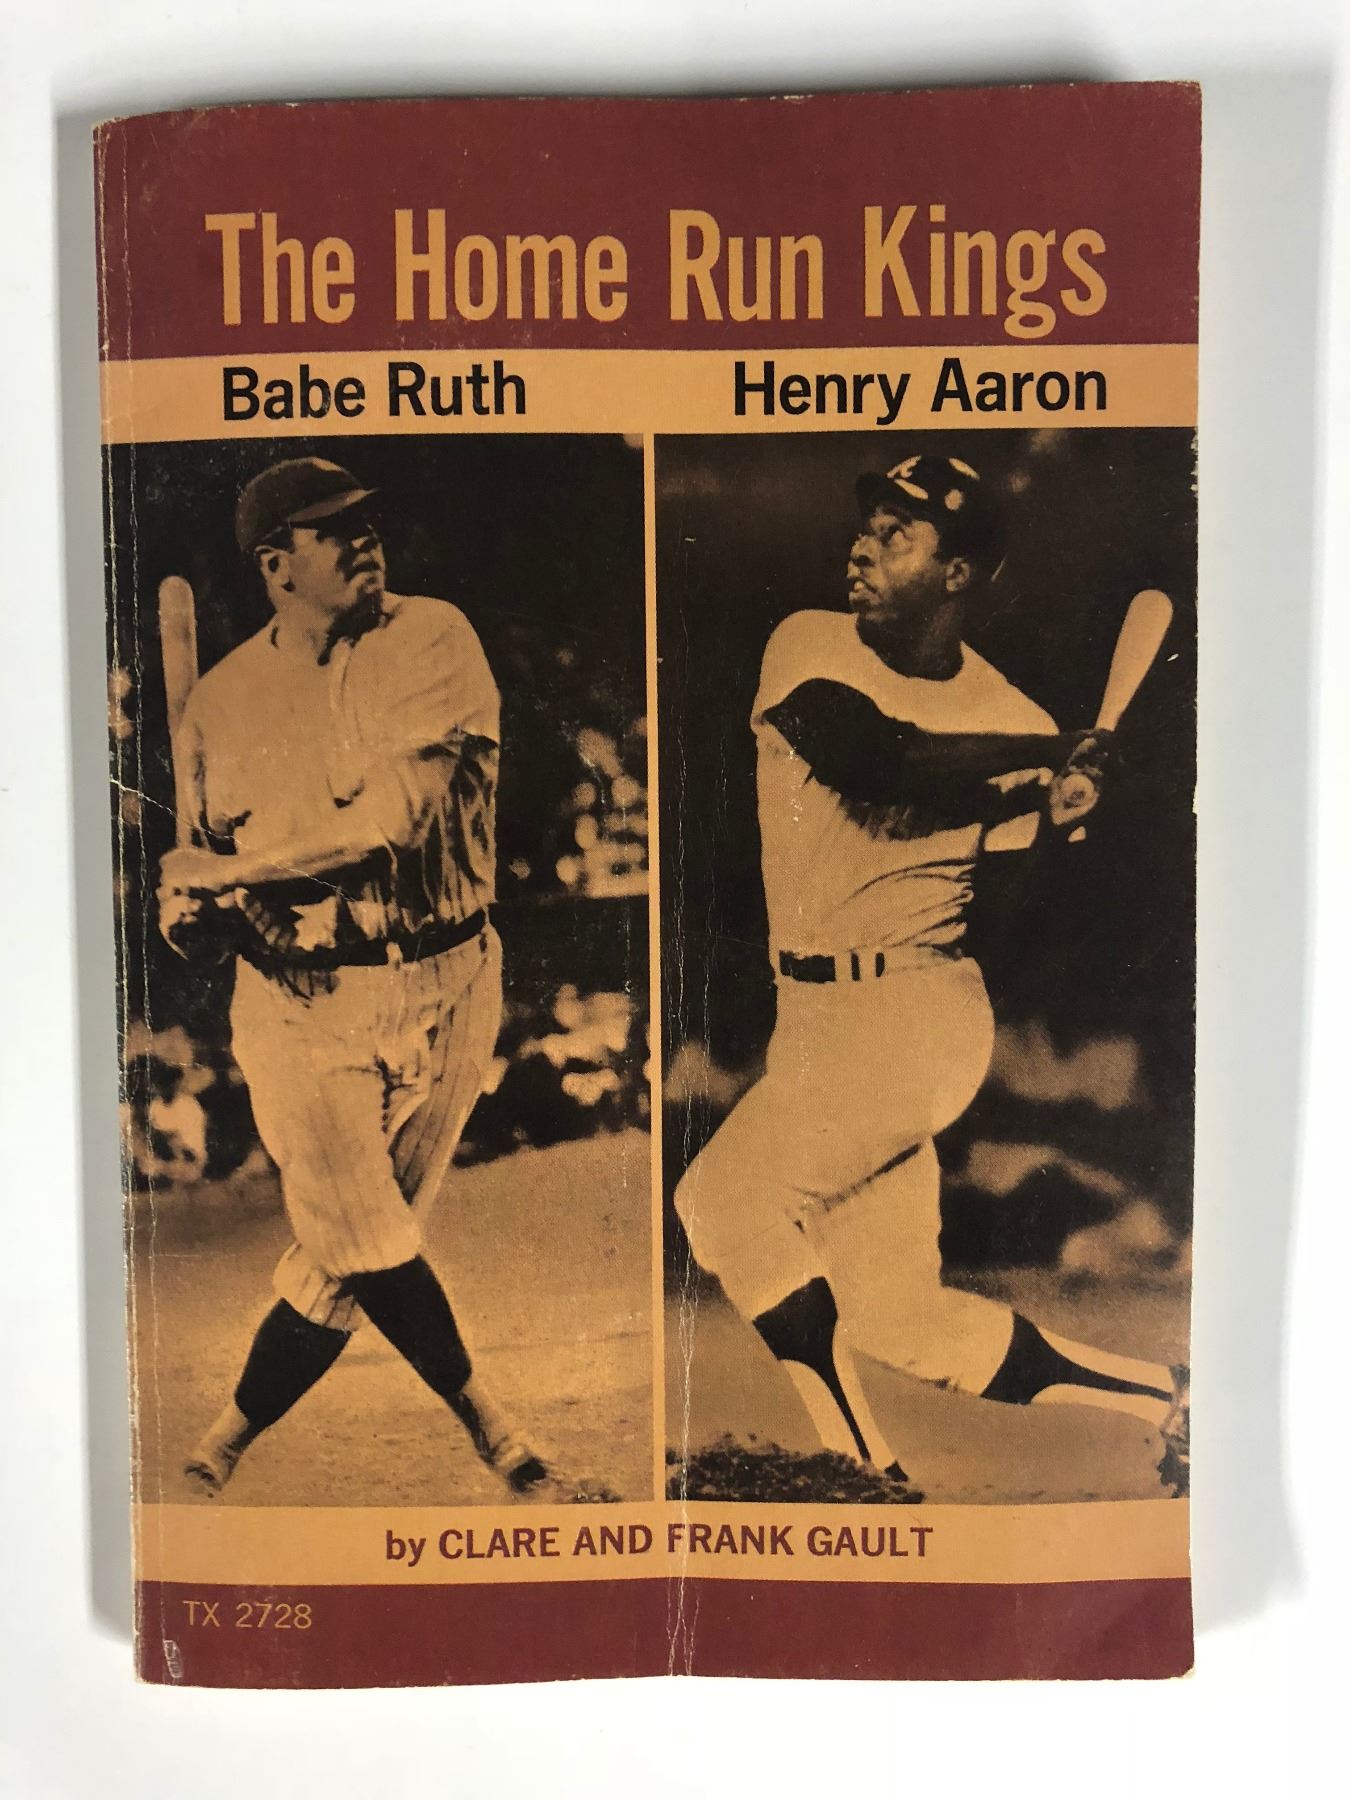 The Home Run Kings
Babe Ruth Henry Aaron
by CLARE AND FRANK GAULT
TX 2728